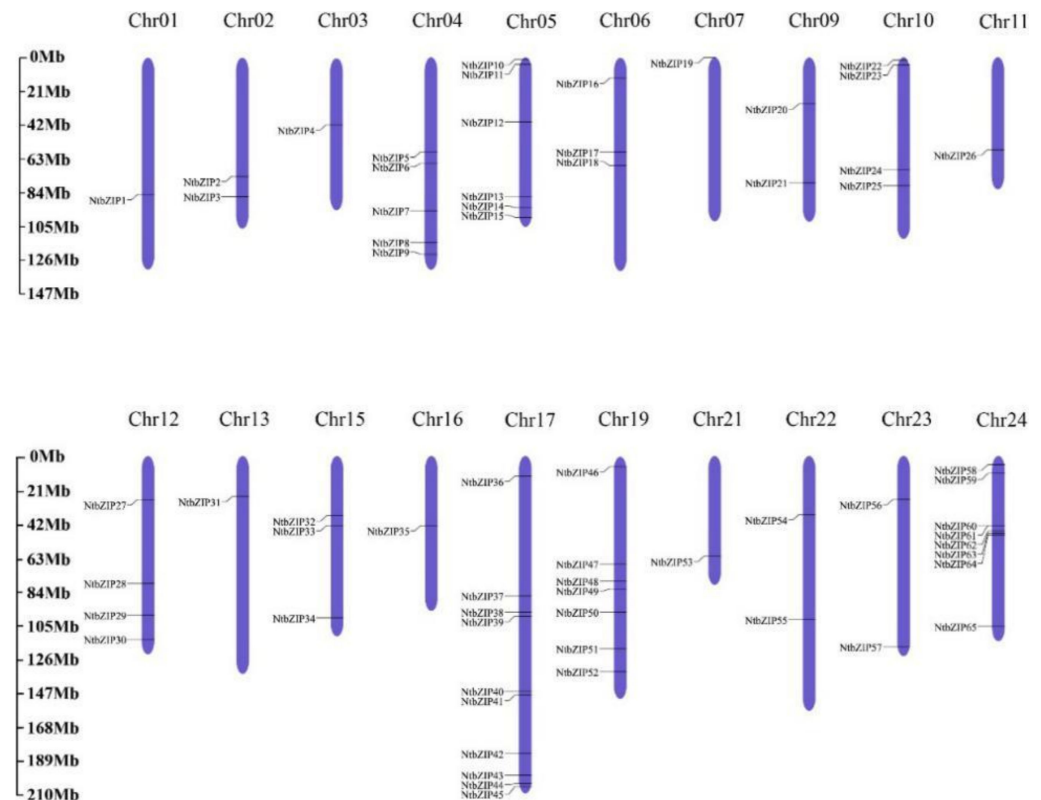 Chr01 Chr02 Chr03 Chr04 Chr05 Chr06 Chr07 Chr09 Chr10 Chr11
0Mb
21Mb
42Mb
63Mb
84Mb
105Mb
126Mb
147Mb
NtbZIP1
NtbZIP2
NtbZIP3
NtbZIP4
NtbZIP5
NtbZIP6
NtbZIP7
NtbZIP8
NtbZIP9
NtbZIP10
NtbZIP11
NtbZIP12
NtbZIP13
NtbZIP14
NtbZIP15
NtbZIP16
NtbZIP17
NtbZIP18
NtbZIP19
NtbZIP20
NtbZIP21
NtbZIP22
NtbZIP23
NtbZIP24
NtbZIP25
NtbZIP26
Chr12 Chr13 Chr15 Chr16 Chr17 Chr19 Chr21 Chr22 Chr23 Chr24
0Mb
21Mb
42Mb
63Mb
84Mb
105Mb
126Mb
147Mb
168Mb
189Mb
210Mb
NtbZIP27
NtbZIP28
NtbZIP29
NtbZIP30
NtbZIP31
NtbZIP32
NtbZIP33
NtbZIP34
NtbZIP35
NtbZIP36
NtbZIP37
NtbZIP38
NtbZIP39
NtbZIP40
NtbZIP41
NtbZIP42
NtbZIP43
NtbZIP44
NtbZIP45
NtbZIP46
NtbZIP47
NtbZIP48
NtbZIP49
NtbZIP50
NtbZIP51
NtbZIP52
NtbZIP53
NtbZIP54
NtbZIP55
NtbZIP56
NtbZIP57
NtbZIP58
NtbZIP59
NtbZIP60
NtbZIP61
NtbZIP62
NtbZIP63
NtbZIP64
NtbZIP65